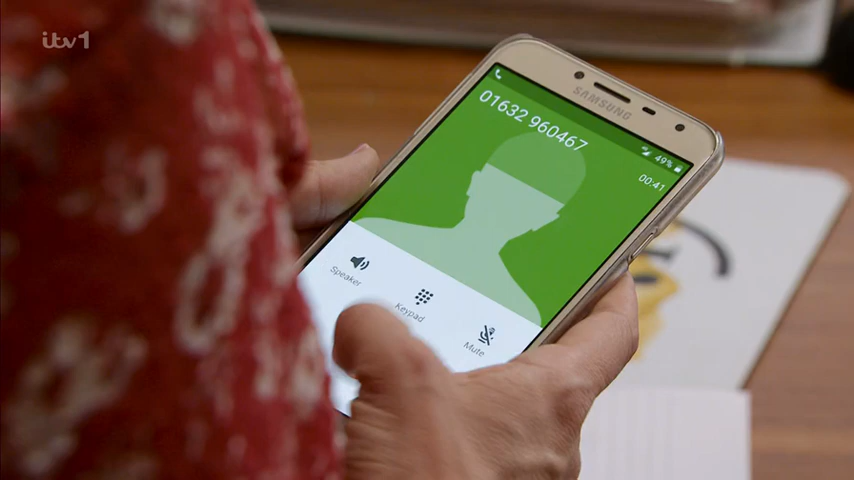 itv1
SAMSUNG
49%
01632 960467
00:41
Speaker
Keypad
Mute